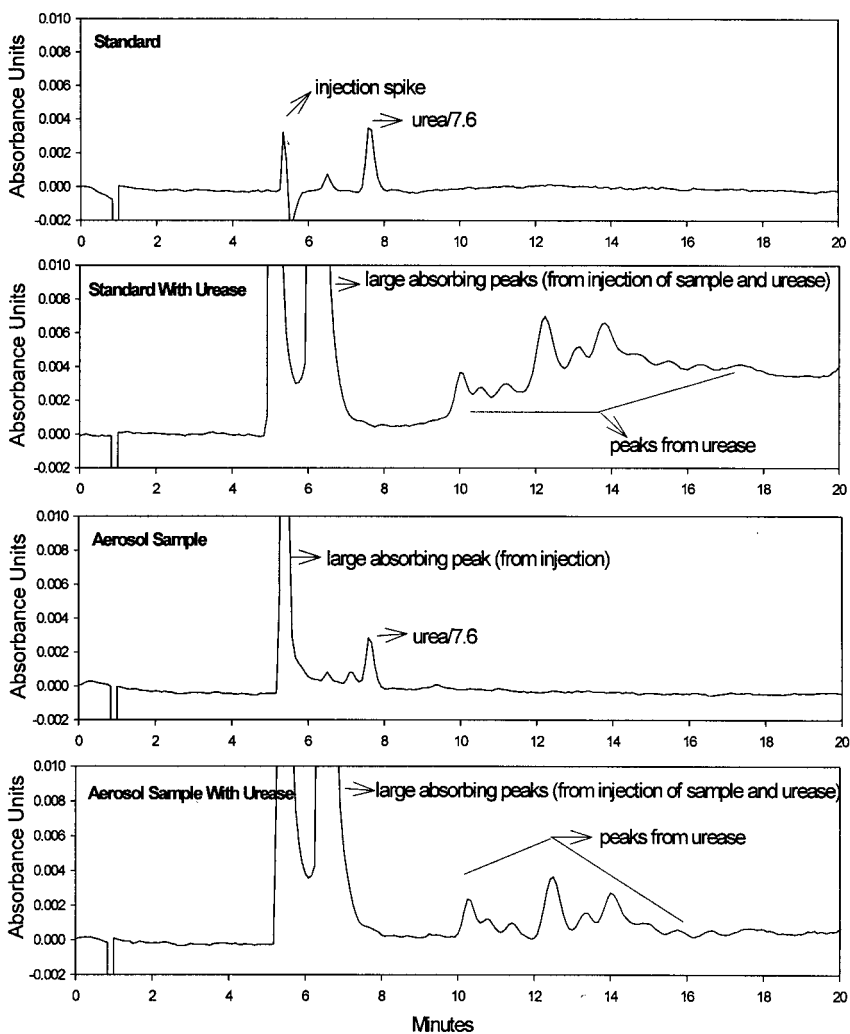 Absorbance Units
0.010
0.008
0.006
0.004
0.002
0.000
-0.002
Standard
injection spike
urea/7.6
0 2 4 6 8 10 12 14 16 18 20
Absorbance Units
0.010
0.008
0.006
0.004
0.002
0.000
-0.002
Standard With Urease
large absorbing peaks (from injection of sample and urease)
peaks from urease
0 2 4 6 8 10 12 14 16 18 20
Absorbance Units
0.010
0.008
0.006
0.004
0.002
0.000
-0.002
Aerosol Sample
large absorbing peak (from injection)
urea/7.6
0 2 4 6 8 10 12 14 16 18 20
Absorbance Units
0.010
0.008
0.006
0.004
0.002
0.000
-0.002
Aerosol Sample With Urease
large absorbing peaks (from injection of sample and urease)
peaks from urease
0 2 4 6 8 10 12 14 16 18 20
Minutes